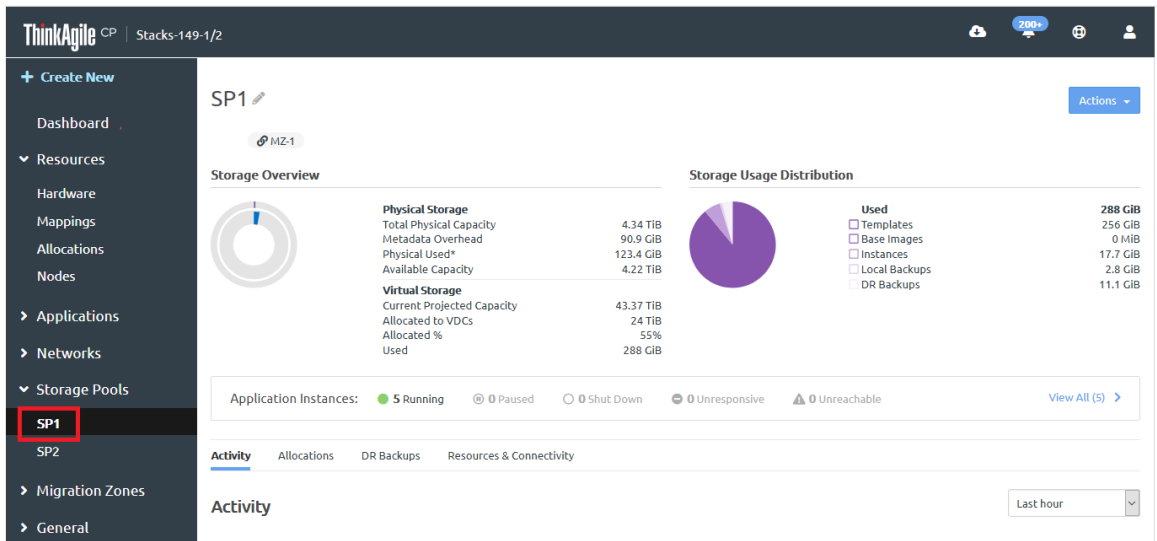 ThinkAgile CP | Stacks-149-1/2
200+
+ Create New
Dashboard
Resources
Hardware
Mappings
Allocations
Nodes
Applications
Networks
Storage Pools
SP1
SP2
Migration Zones
General
SP1
Actions
MZ-1
Storage Overview
Physical Storage
Total Physical Capacity 4.34 TiB
Metadata Overhead 90.9 GiB
Physical Used* 123.4 GiB
Available Capacity 4.22 TiB
Virtual Storage
Current Projected Capacity 43.37 TiB
Allocated to VDCs 24 TiB
Allocated % 55%
Used 288 GiB
Storage Usage Distribution
Used 288 GiB
Templates 256 GiB
Base Images 0 MiB
Instances 17.7 GiB
Local Backups 2.8 GiB
DR Backups 11.1 GiB
Application Instances: 5 Running 0 Paused 0 Shut Down 0 Unresponsive 0 Unreachable View All (5)
Activity Allocations DR Backups Resources & Connectivity
Activity Last hour